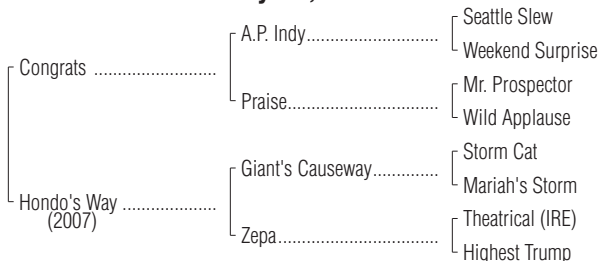 Congrats ........................
A.P. Indy..........................
Seattle Slew
Weekend Surprise
Praise...............................
Mr. Prospector
Wild Applause
Hondo's Way ...................
(2007)
Giant's Causeway..............
Storm Cat
Mariah's Storm
Zepa................................
Theatrical (IRE)
Highest Trump